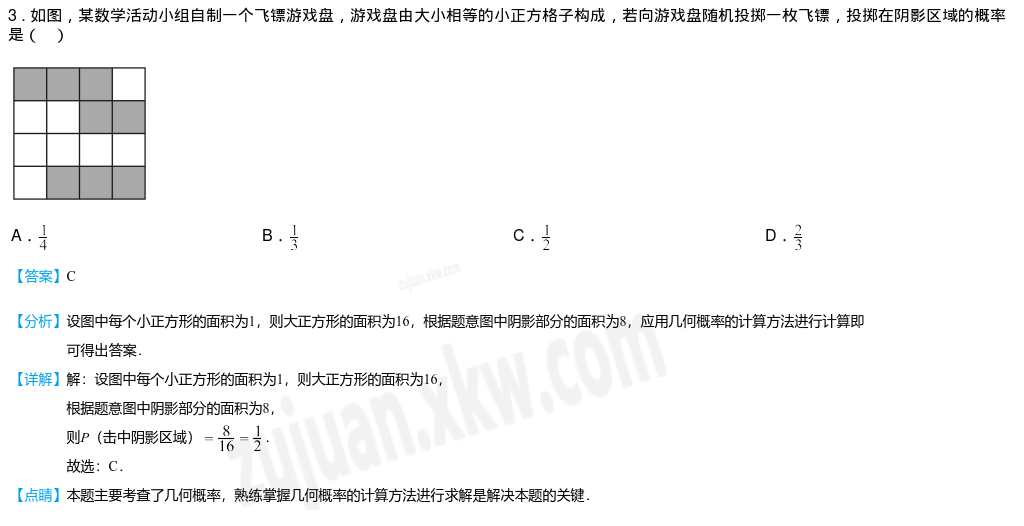 3．如图，某数学活动小组自制一个飞镖游戏盘，游戏盘由大小相等的小正方格子构成，若向游戏盘随机投掷一枚飞镖，投掷在阴影区域的概率
是（　）
A．1/4　B．1/3　C．1/2　D．2/3
【答案】C
zujuan.xkw.com
【分析】设图中每个小正方形的面积为1，则大正方形的面积为16，根据题意图中阴影部分的面积为8，应用几何概率的计算方法进行计算即
可得出答案．
【详解】解：设图中每个小正方形的面积为1，则大正方形的面积为16，
根据题意图中阴影部分的面积为8，
则P（击中阴影区域）= 8/16 = 1/2．
故选：C．
【点睛】本题主要考查了几何概率，熟练掌握几何概率的计算方法进行求解是解决本题的关键．
zujuan.xkw.com